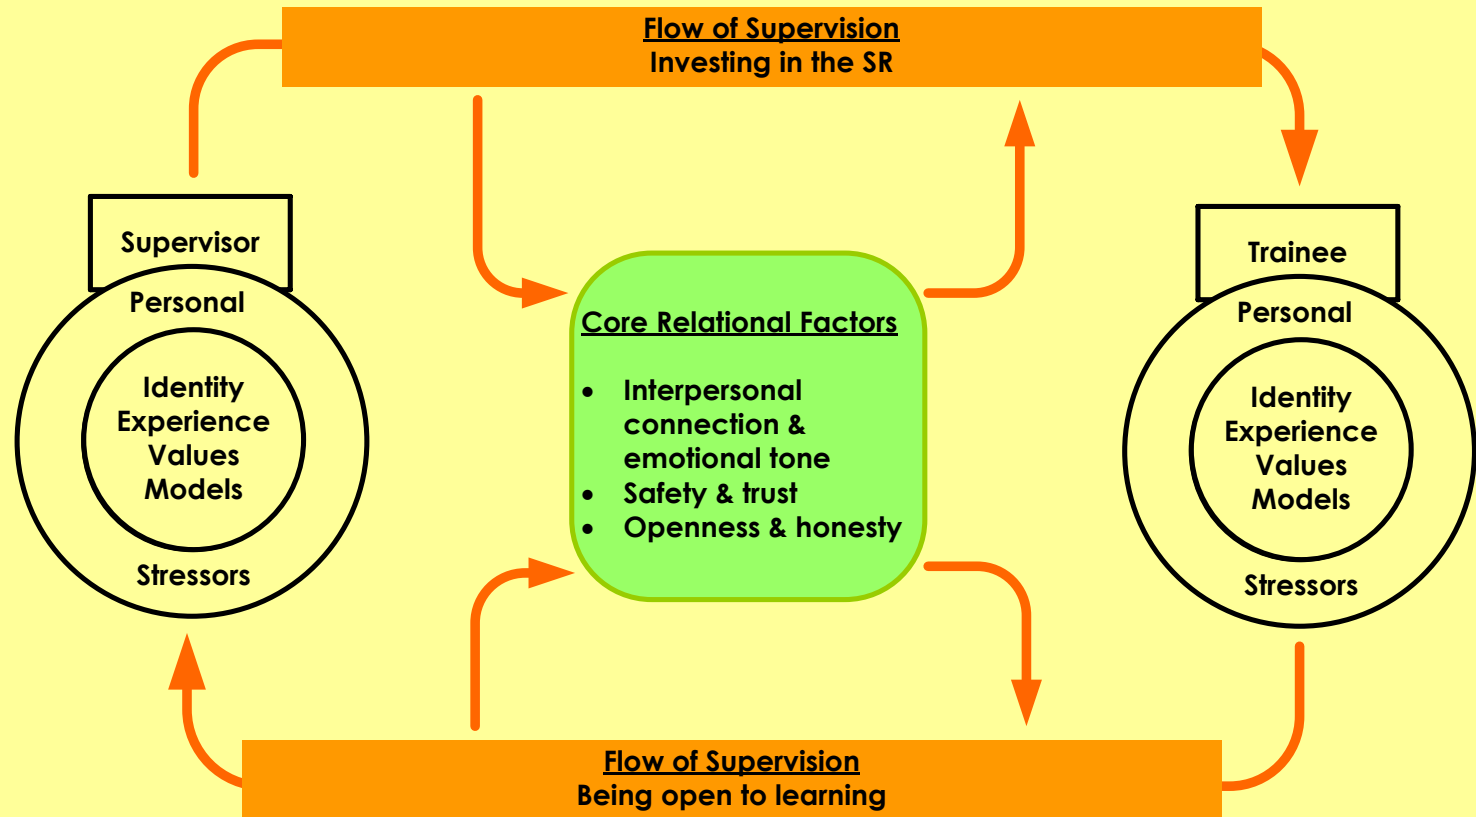 Flow of Supervision
Investing in the SR
Supervisor
Personal
Identity
Experience
Values
Models
Stressors
Core Relational Factors
• Interpersonal
connection &
emotional tone
• Safety & trust
• Openness & honesty
Trainee
Personal
Identity
Experience
Values
Models
Stressors
Flow of Supervision
Being open to learning